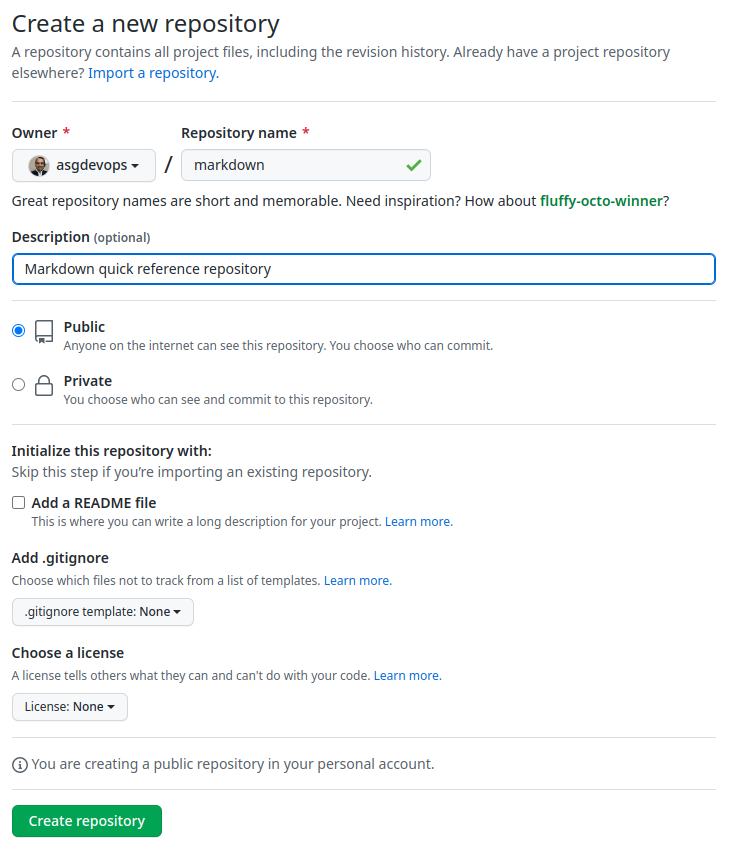 Create a new repository
A repository contains all project files, including the revision history. Already have a project repository
elsewhere? Import a repository.
Owner *
Repository name *
asgdevops / markdown
Great repository names are short and memorable. Need inspiration? How about fluffy-octo-winner?
Description (optional)
Markdown quick reference repository
Public
Anyone on the internet can see this repository. You choose who can commit.
Private
You choose who can see and commit to this repository.
Initialize this repository with:
Skip this step if you’re importing an existing repository.
Add a README file
This is where you can write a long description for your project. Learn more.
Add .gitignore
Choose which files not to track from a list of templates. Learn more.
.gitignore template: None
Choose a license
A license tells others what they can and can't do with your code. Learn more.
License: None
You are creating a public repository in your personal account.
Create repository